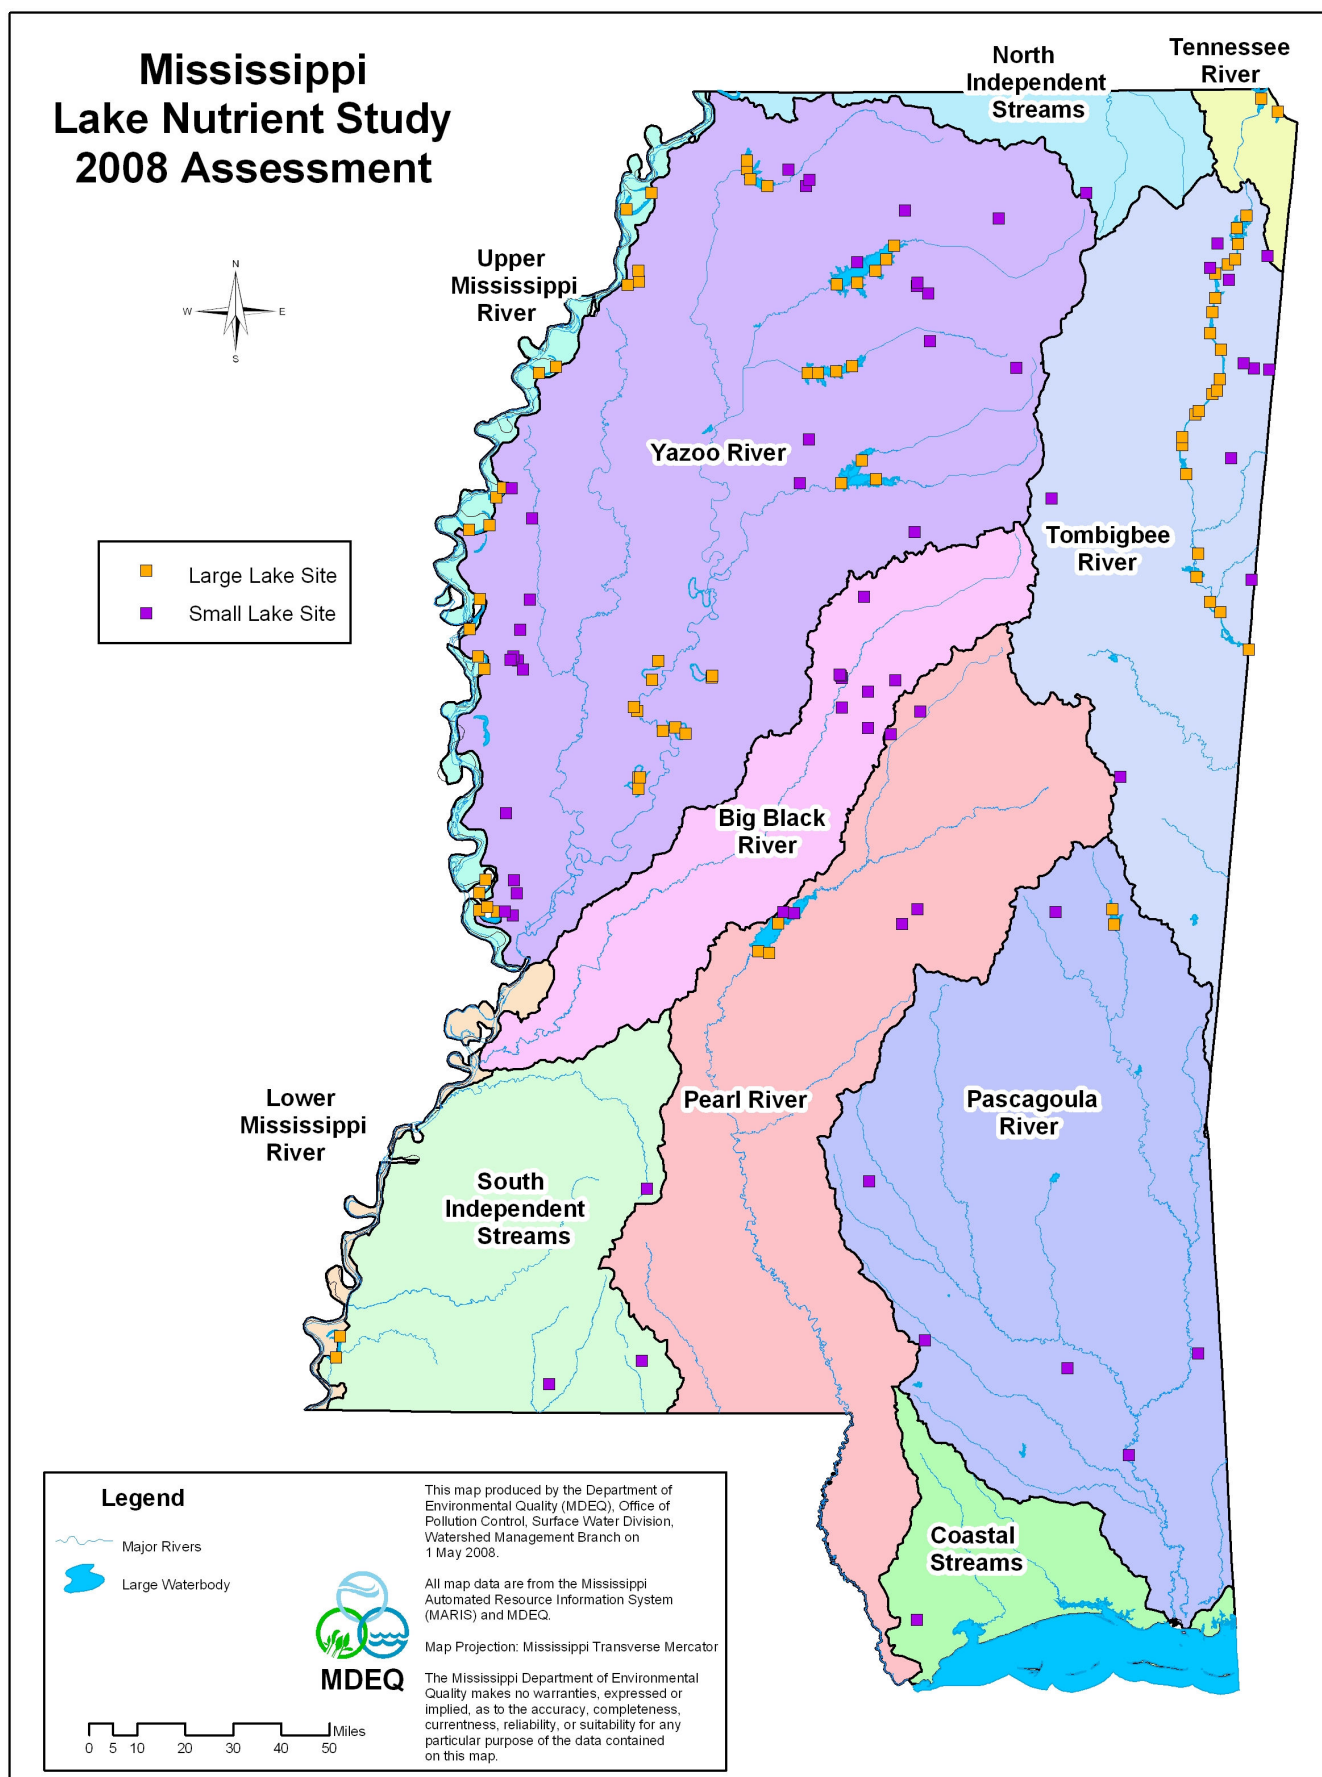 Mississippi
Lake Nutrient Study
2008 Assessment
North
Independent
Streams
Tennessee
River
N
W
E
S
Upper
Mississippi
River
Yazoo River
Tombigbee
River
Large Lake Site
Small Lake Site
Big Black
River
Lower
Mississippi
River
Pearl River
Pascagoula
River
South
Independent
Streams
Coastal
Streams
Legend
Major Rivers
Large Waterbody
MDEQ
0 5 10 20 30 40 50
Miles
This map produced by the Department of
Environmental Quality (MDEQ), Office of
Pollution Control, Surface Water Division,
Watershed Management Branch on
1 May 2008.
All map data are from the Mississippi
Automated Resource Information System
(MARIS) and MDEQ.
Map Projection: Mississippi Transverse Mercator
The Mississippi Department of Environmental
Quality makes no warranties, expressed or
implied, as to the accuracy, completeness,
currentness, reliability, or suitability for any
particular purpose of the data contained
on this map.